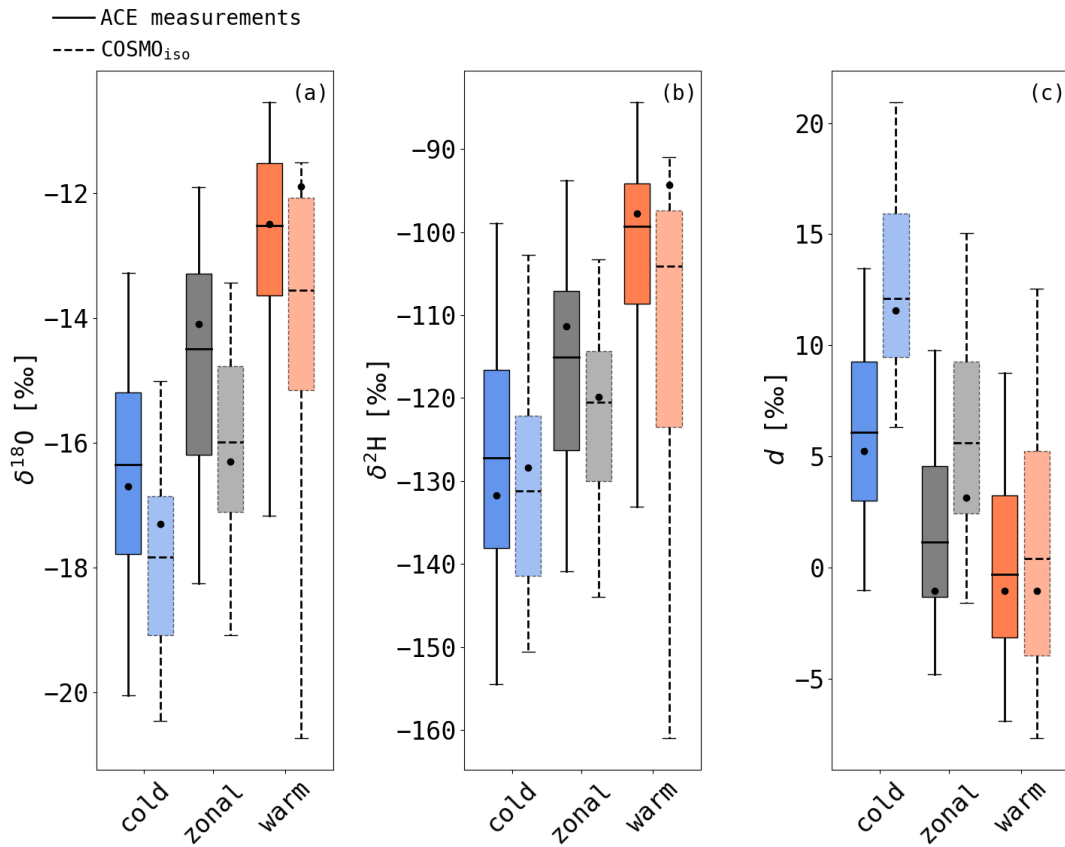 ACE measurements
COSMOiso
(a)
δ18O [‰]
−12
−14
−16
−18
−20
cold
zonal
warm
(b)
δ2H [‰]
−90
−100
−110
−120
−130
−140
−150
−160
cold
zonal
warm
(c)
d [‰]
20
15
10
5
0
−5
cold
zonal
warm